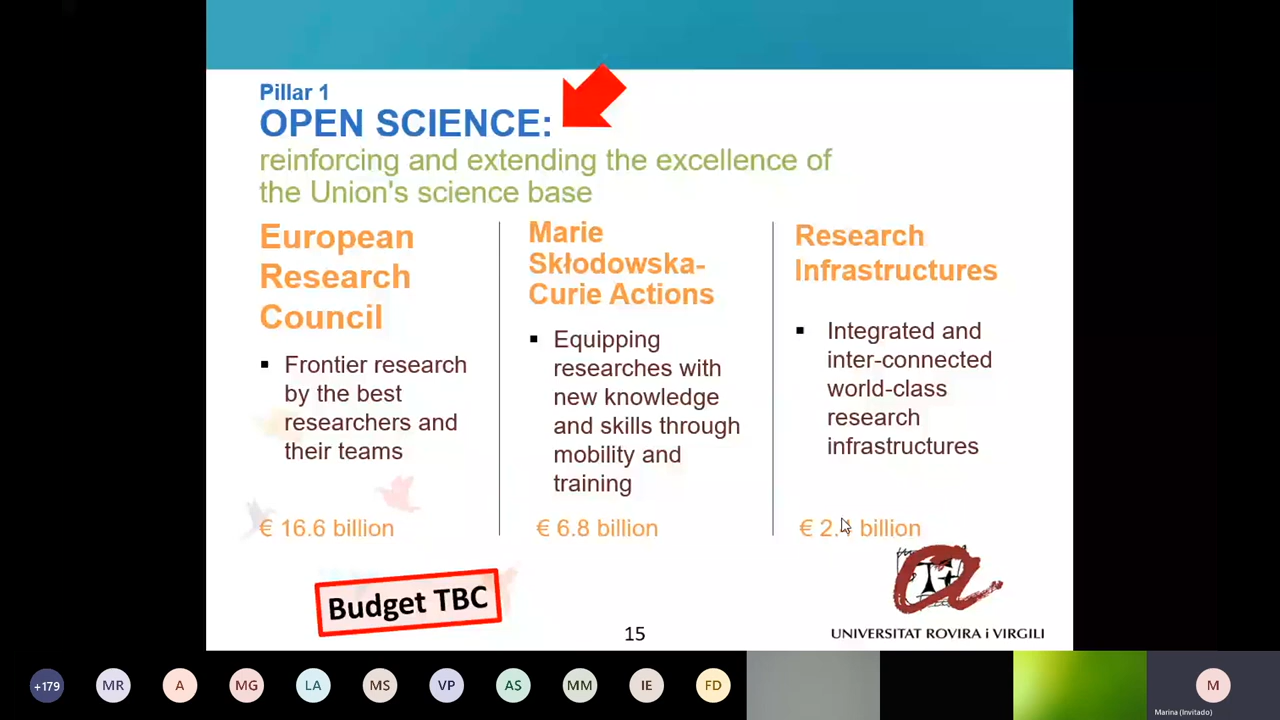 Pillar 1
OPEN SCIENCE:
reinforcing and extending the excellence of
the Union's science base
European
Research
Council
Frontier research
by the best
researchers and
their teams
€ 16.6 billion
Marie
Skłodowska-
Curie Actions
Equipping
researches with
new knowledge
and skills through
mobility and
training
€ 6.8 billion
Research
Infrastructures
Integrated and
inter-connected
world-class
research
infrastructures
€ billion
Budget TBC
15
UNIVERSITAT ROVIRA i VIRGILI
+179
MR
A
MG
LA
MS
VP
AS
MM
IE
FD
M
Marina (Invitado)